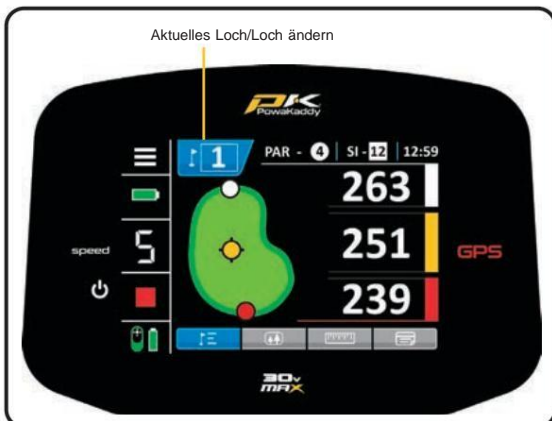 Aktuelles Loch/Loch ändern
PK
PowaKaddy
1 PAR - 4 SI - 12 12:59
263
speed 5 251 GPS
239
30v
MAX